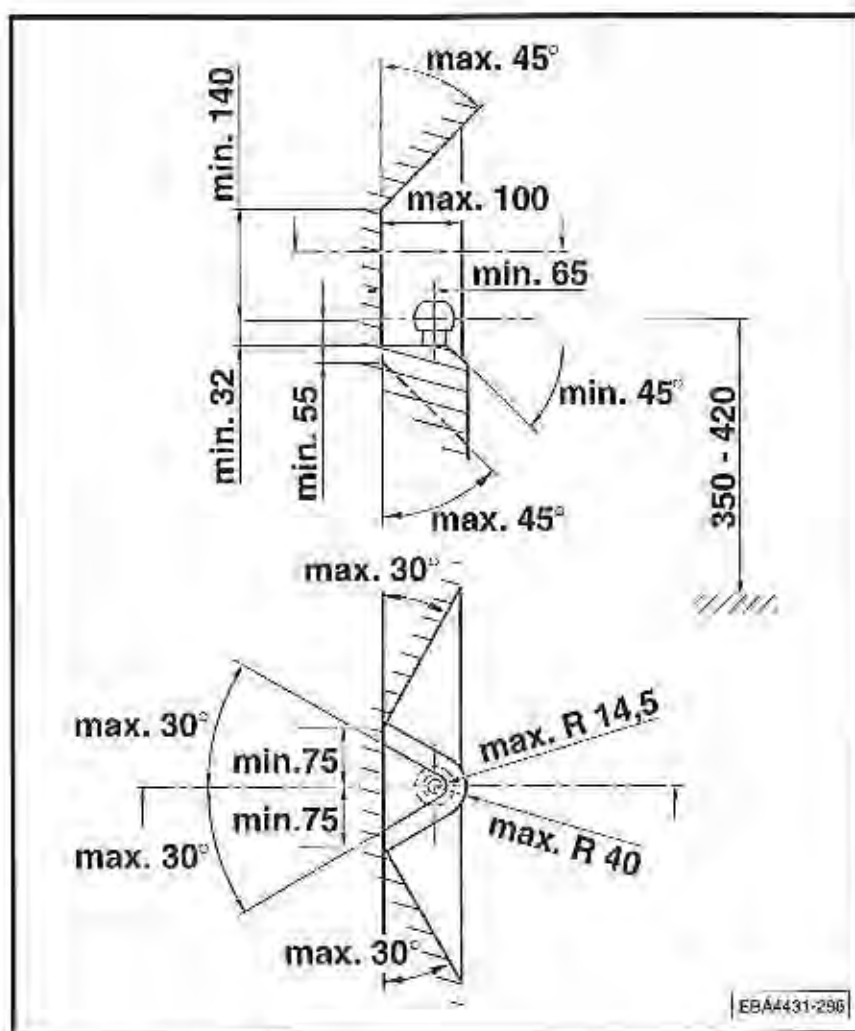 max. 45°
min. 140
max. 100
min. 65
min. 32
min. 55
min. 45°
max. 45°
350 - 420
max. 30°
max. 30°
min.75
max. R 14,5
min.75
max. 30°
max. R 40
max. 30°
EBA4431-296